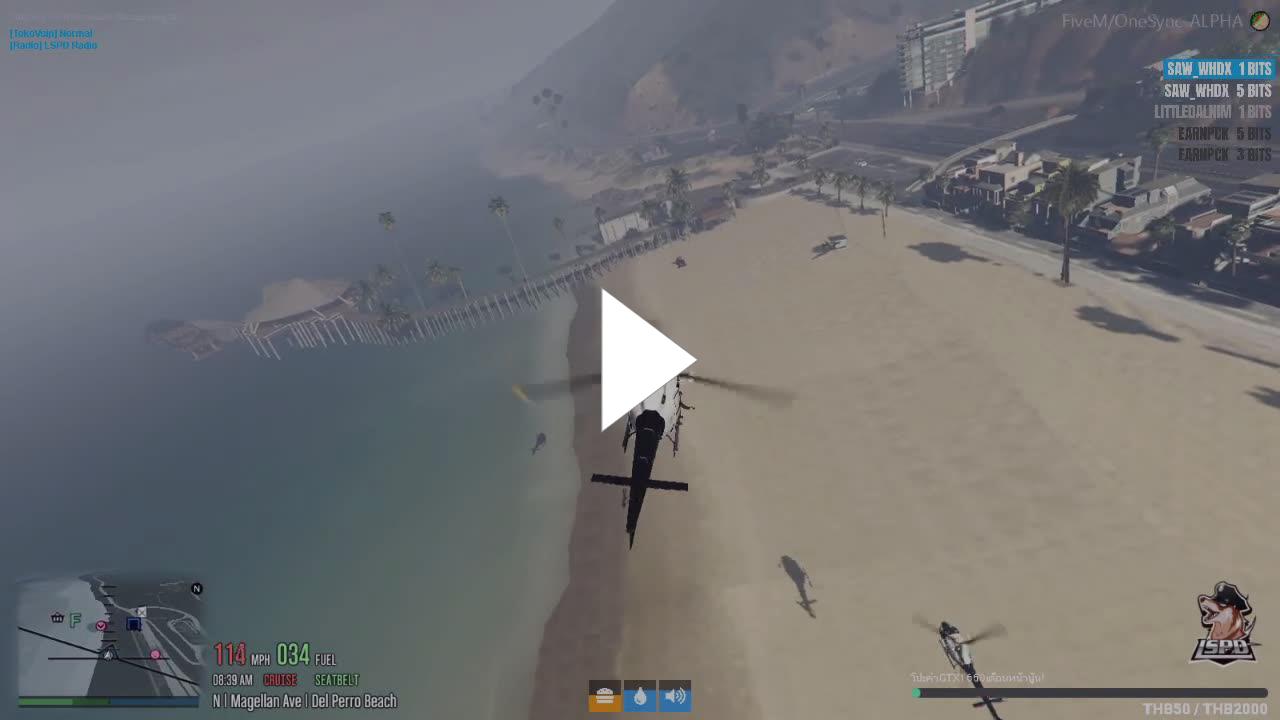 [TokoVoip] Normal
[Radio] LSPD Radio
FiveM/OneSync-ALPHA
SAW_WHDX 1 BITS
SAW_WHDX 5 BITS
LITTLEDALNIM 1 BITS
EARNPCK 5 BITS
EARNPCK 3 BITS
N
F
114 MPH 034 FUEL
08:39 AM CRUISE SEATBELT
N | Magellan Ave | Del Perro Beach
LSPD
THB50 / THB2000